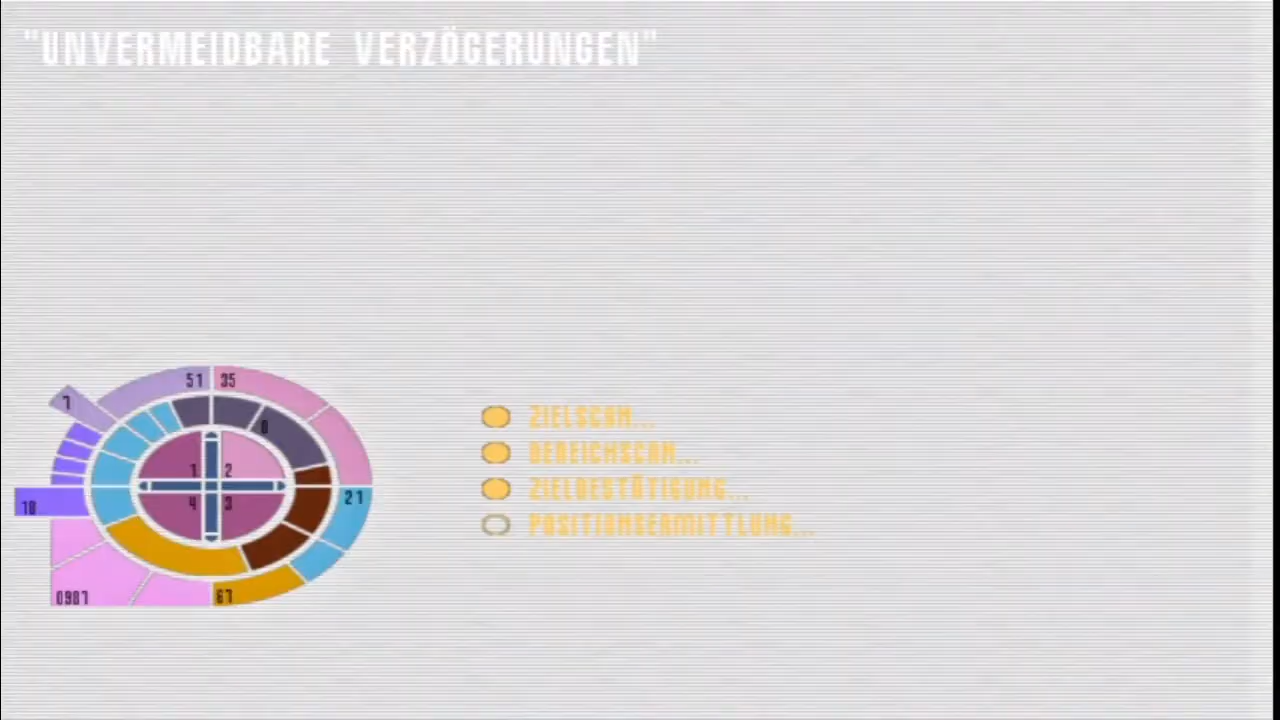 "UNVERMEIDBARE VERZÖGERUNGEN"
51 35
7
8
1 2
4 3
21
18
0987
67
ZIELSCAN...
BEREICHSCAN...
ZIELBESTÄTIGUNG...
POSITIONSERMITTLUNG...